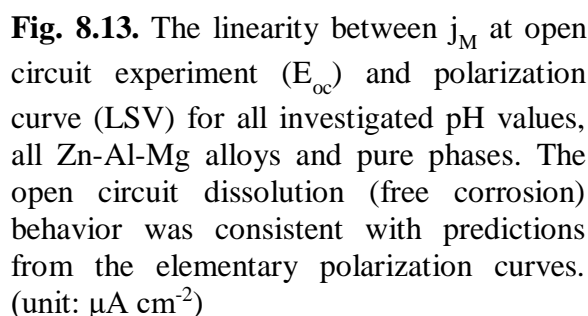 Fig. 8.13. The linearity between j_M at open
circuit experiment (E_oc) and polarization
curve (LSV) for all investigated pH values,
all Zn-Al-Mg alloys and pure phases. The
open circuit dissolution (free corrosion)
behavior was consistent with predictions
from the elementary polarization curves.
(unit: μA cm⁻²)